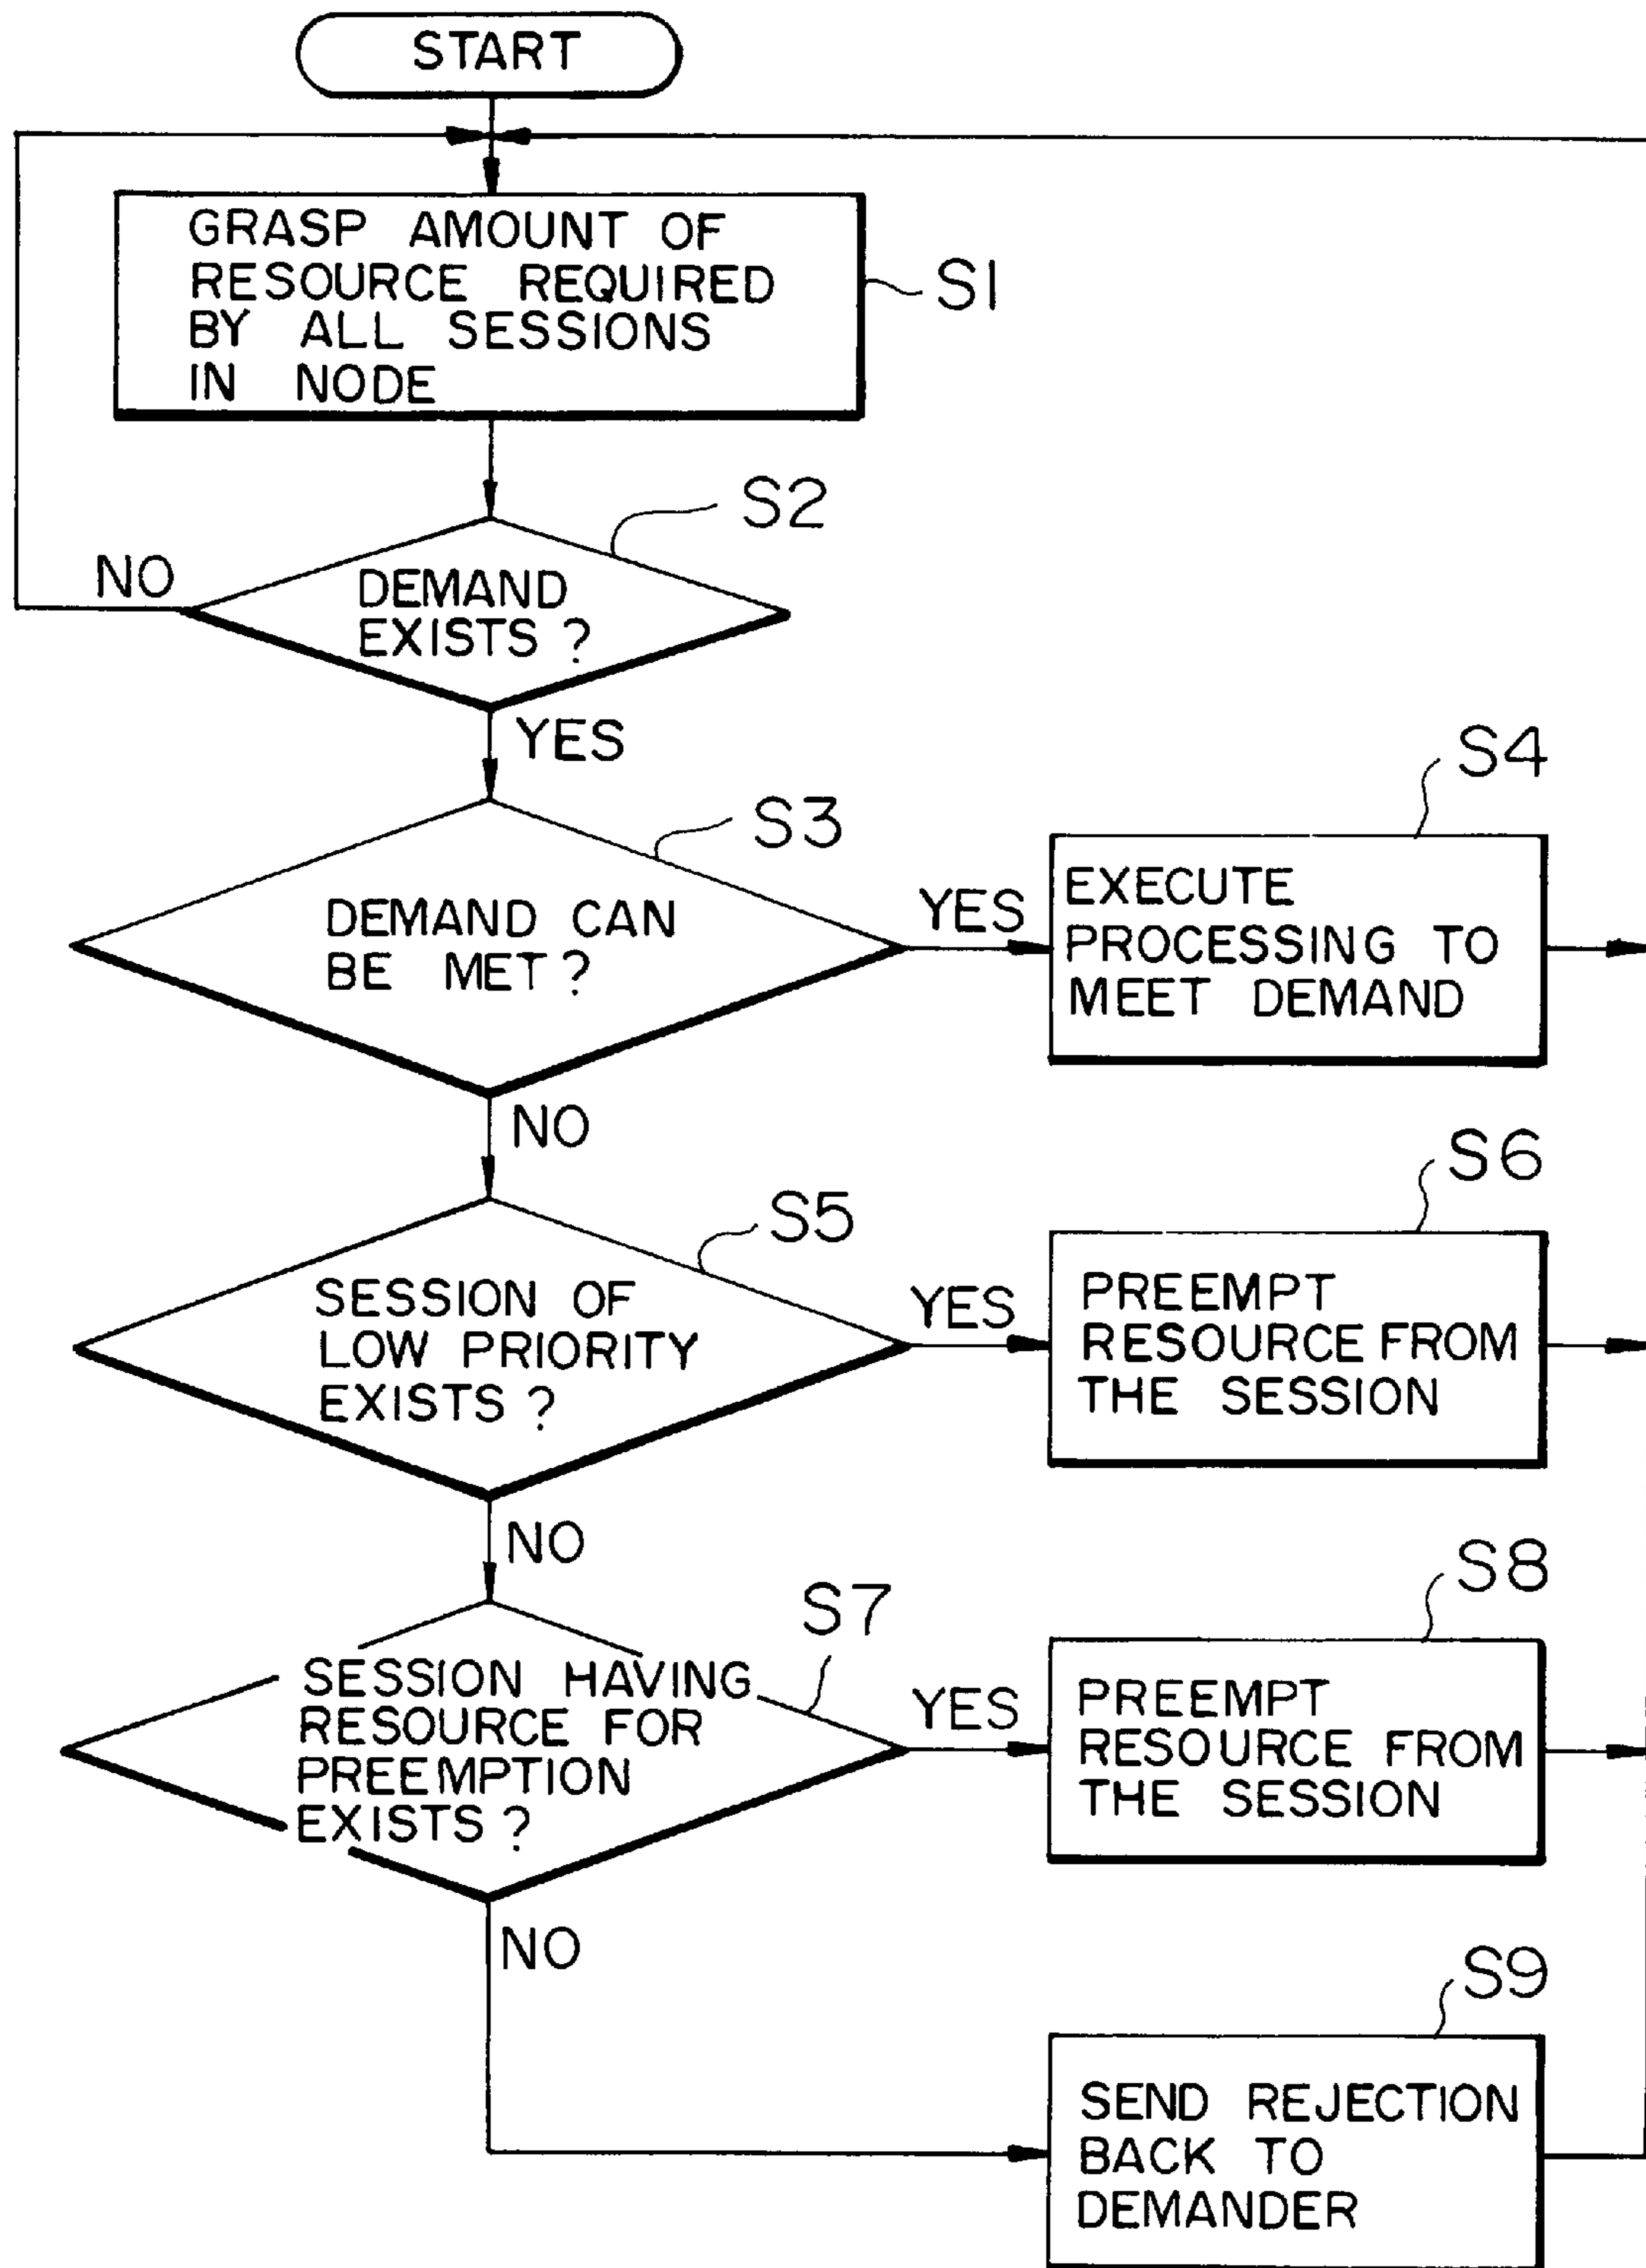 START
GRASP AMOUNT OF
RESOURCE REQUIRED
BY ALL SESSIONS
IN NODE
S1
S2
NO
DEMAND
EXISTS?
YES
S3
DEMAND CAN
BE MET?
YES
S4
EXECUTE
PROCESSING TO
MEET DEMAND
NO
S5
SESSION OF
LOW PRIORITY
EXISTS?
YES
S6
PREEMPT
RESOURCE FROM
THE SESSION
NO
S7
SESSION HAVING
RESOURCE FOR
PREEMPTION
EXISTS?
YES
S8
PREEMPT
RESOURCE FROM
THE SESSION
NO
S9
SEND REJECTION
BACK TO
DEMANDER